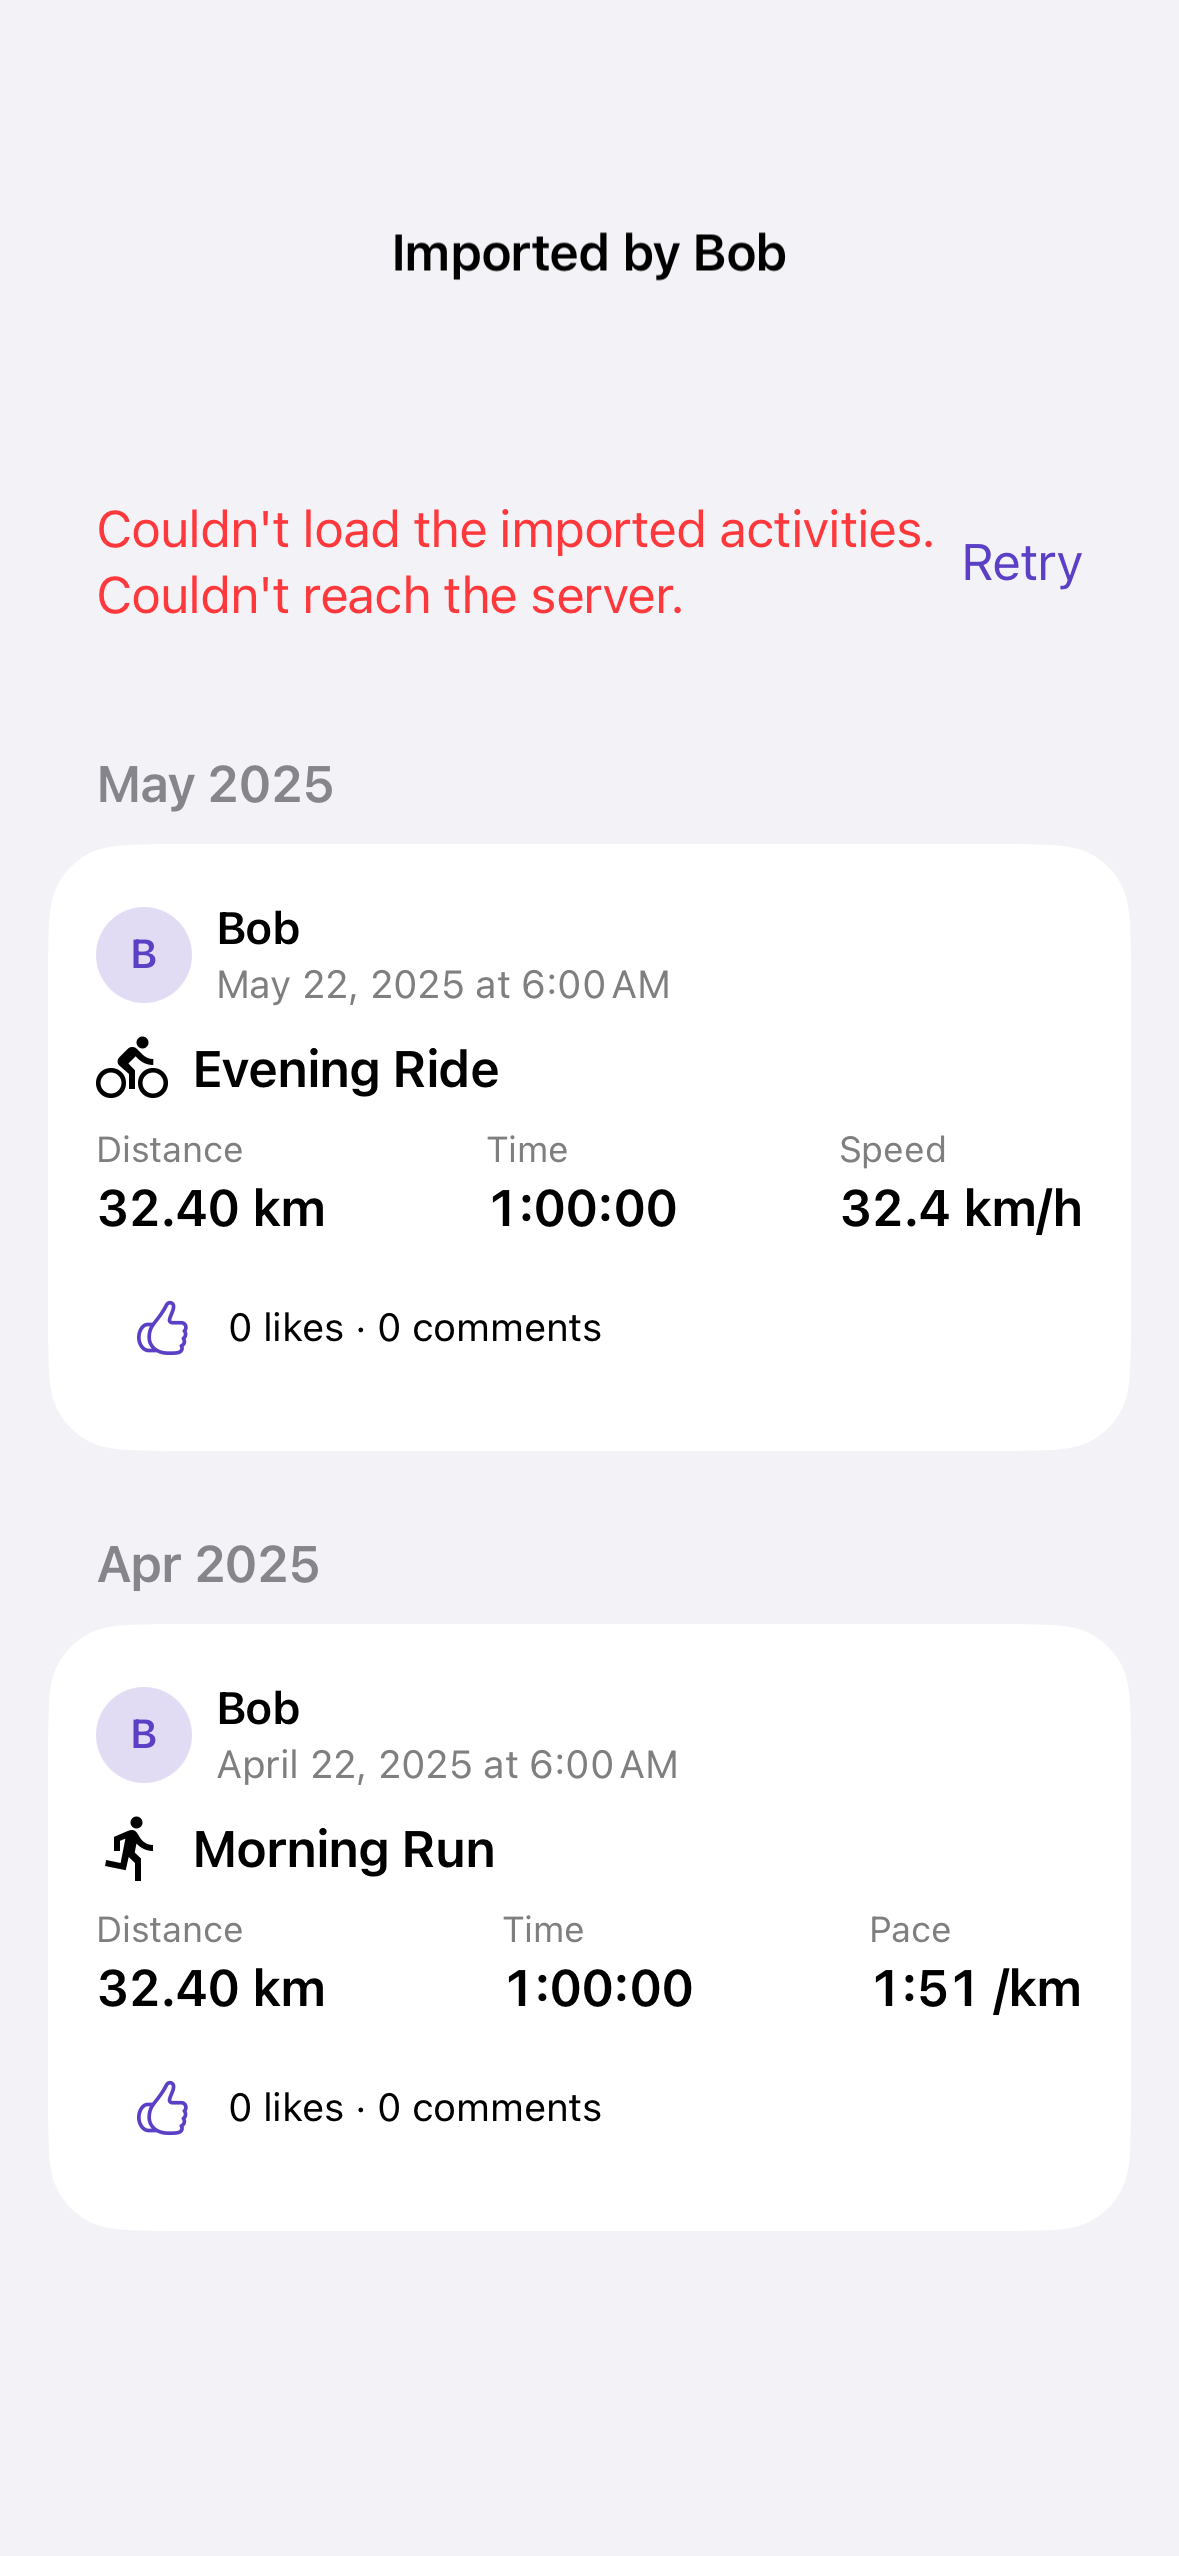 Imported by Bob
Couldn't load the imported activities.
Couldn't reach the server.
Retry
May 2025
B
Bob
May 22, 2025 at 6:00 AM
Evening Ride
Distance Time Speed
32.40 km 1:00:00 32.4 km/h
0 likes · 0 comments
Apr 2025
B
Bob
April 22, 2025 at 6:00 AM
Morning Run
Distance Time Pace
32.40 km 1:00:00 1:51 /km
0 likes · 0 comments